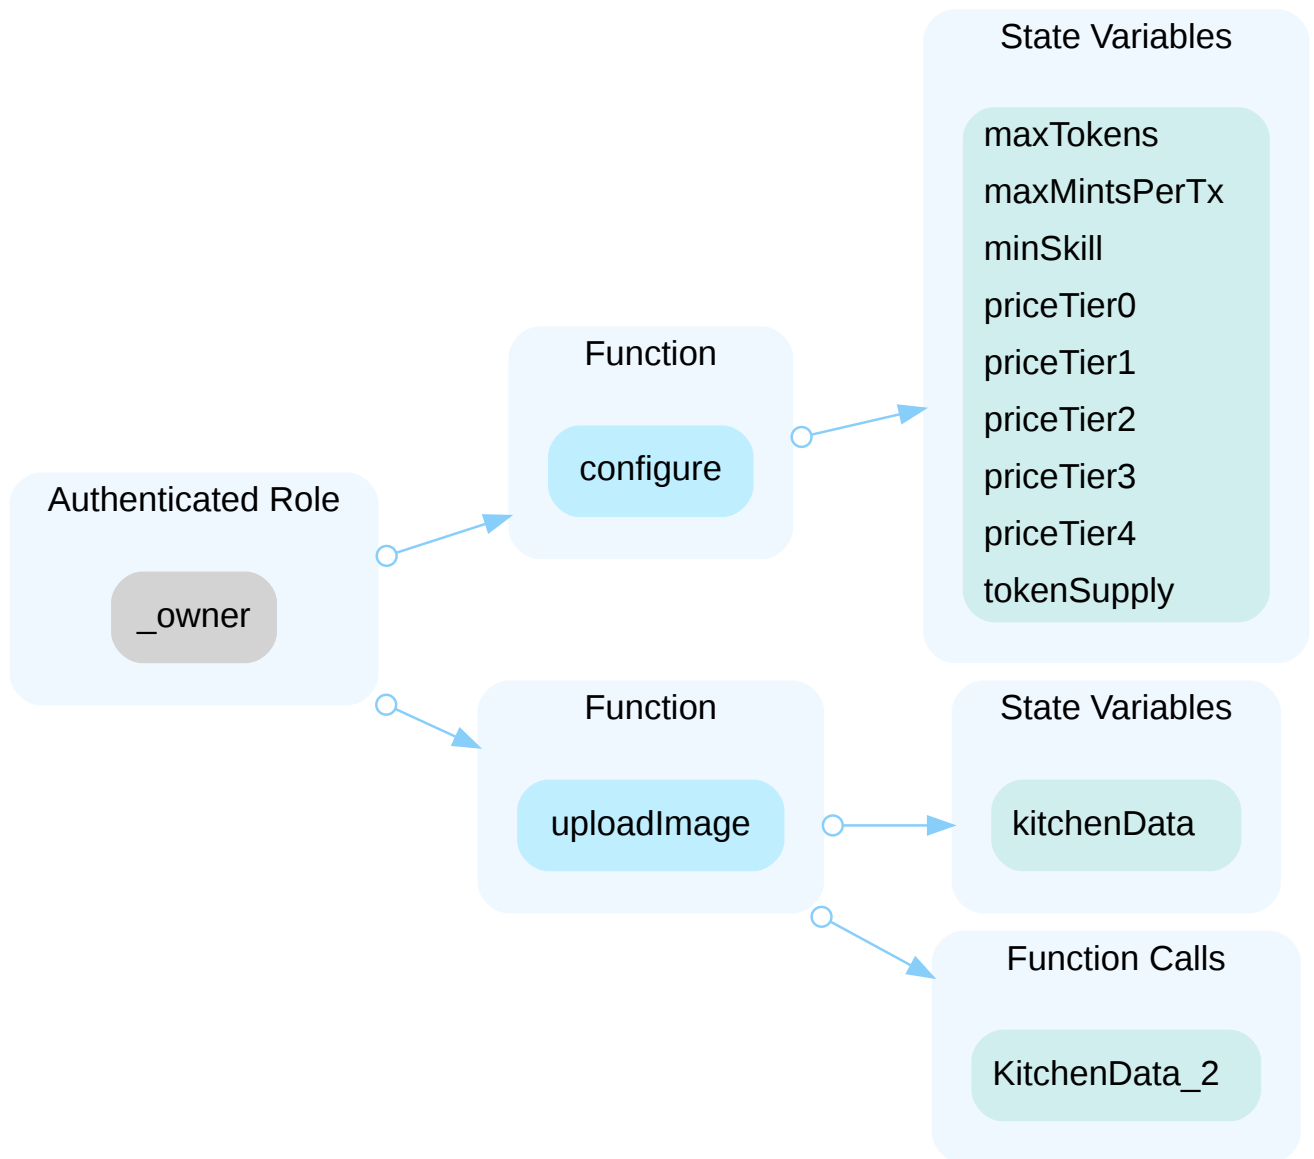 Authenticated Role
_owner
Function
configure
State Variables
maxTokens
maxMintsPerTx
minSkill
priceTier0
priceTier1
priceTier2
priceTier3
priceTier4
tokenSupply
Function
uploadImage
State Variables
kitchenData
Function Calls
KitchenData_2